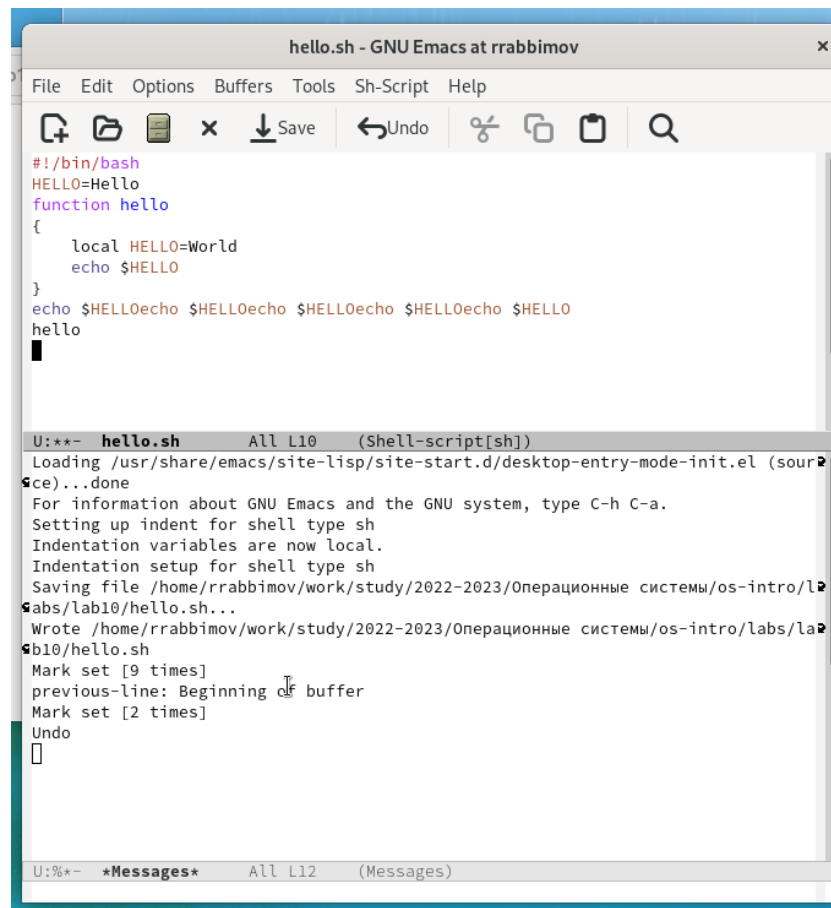 hello.sh - GNU Emacs at rrabbimov
File Edit Options Buffers Tools Sh-Script Help
Save Undo
#!/bin/bash
HELLO=Hello
function hello
{
    local HELLO=World
    echo $HELLO
}
echo $HELLOecho $HELLOecho $HELLOecho $HELLOecho $HELLO
hello
U:**-  hello.sh       All L10    (Shell-script[sh])
Loading /usr/share/emacs/site-lisp/site-start.d/desktop-entry-mode-init.el (sour
ce)...done
For information about GNU Emacs and the GNU system, type C-h C-a.
Setting up indent for shell type sh
Indentation variables are now local.
Indentation setup for shell type sh
Saving file /home/rrabbimov/work/study/2022-2023/Операционные системы/os-intro/l
abs/lab10/hello.sh...
Wrote /home/rrabbimov/work/study/2022-2023/Операционные системы/os-intro/labs/la
b10/hello.sh
Mark set [9 times]
previous-line: Beginning of buffer
Mark set [2 times]
Undo
U:%*-  *Messages*     All L12    (Messages)